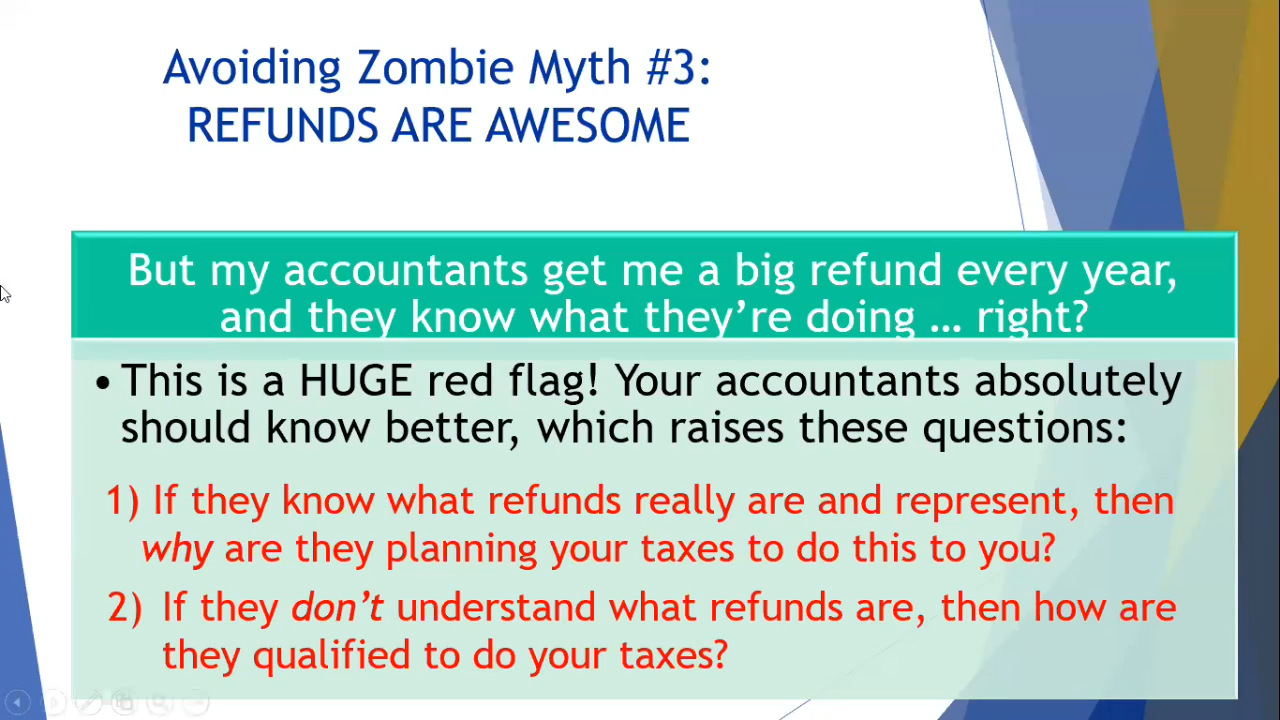 Avoiding Zombie Myth #3:
REFUNDS ARE AWESOME
But my accountants get me a big refund every year,
and they know what they’re doing … right?
• This is a HUGE red flag! Your accountants absolutely
should know better, which raises these questions:
1) If they know what refunds really are and represent, then
why are they planning your taxes to do this to you?
2) If they don’t understand what refunds are, then how are
they qualified to do your taxes?